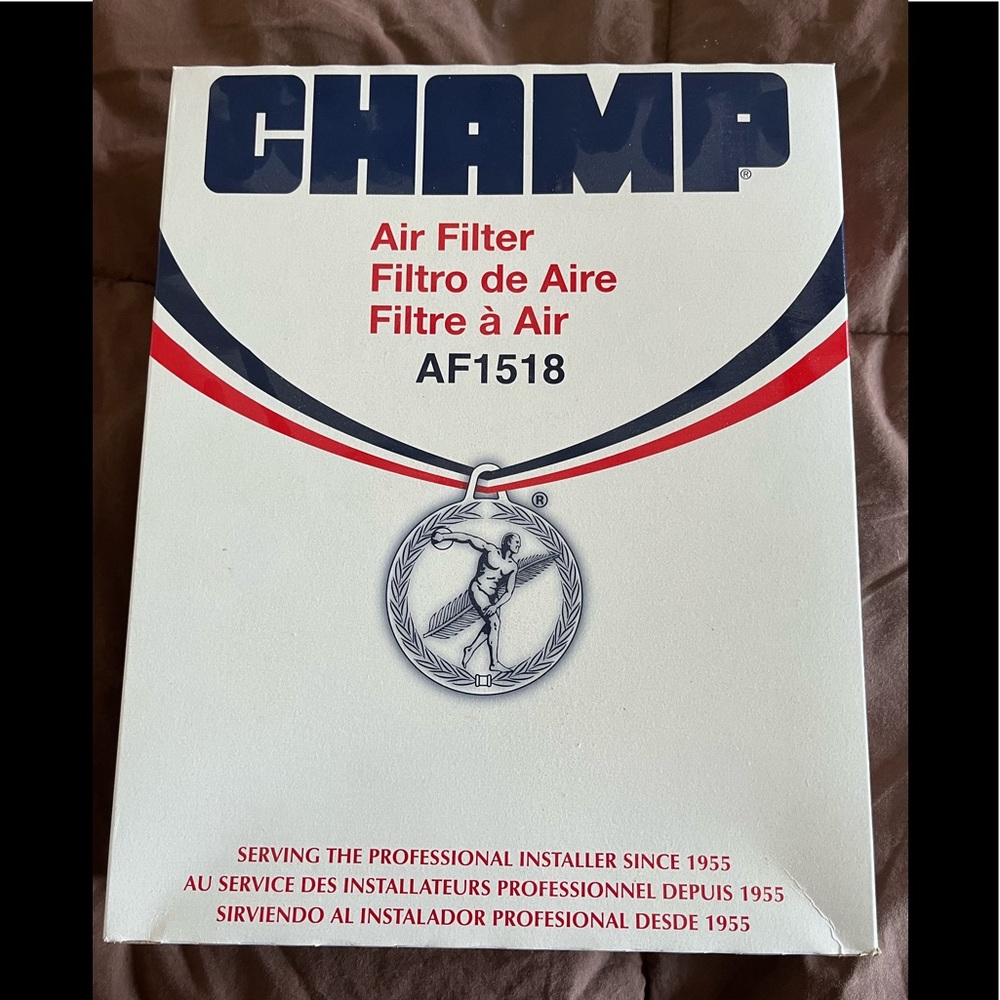 CHAMP®
Air Filter
Filtro de Aire
Filtre à Air
AF1518
®
SERVING THE PROFESSIONAL INSTALLER SINCE 1955
AU SERVICE DES INSTALLATEURS PROFESSIONNEL DEPUIS 1955
SIRVIENDO AL INSTALADOR PROFESIONAL DESDE 1955